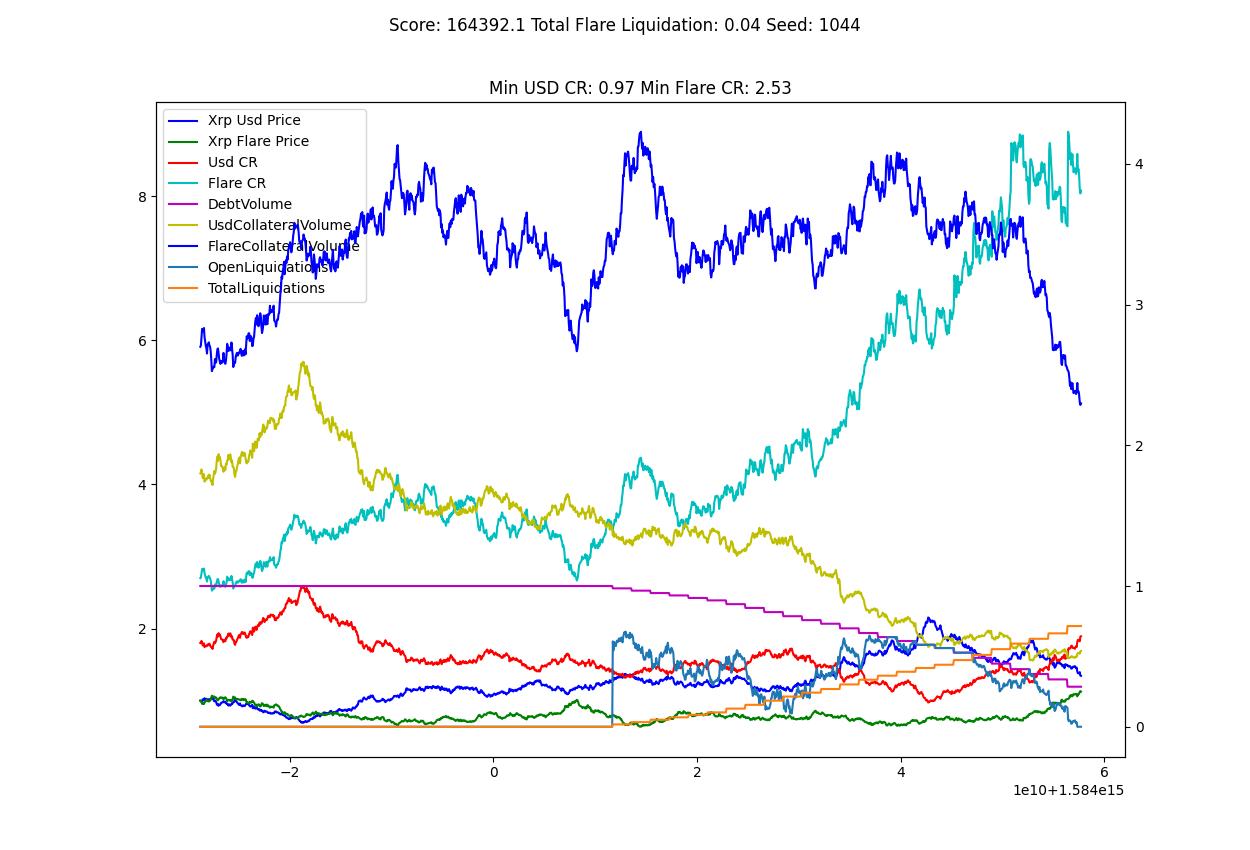 Score: 164392.1 Total Flare Liquidation: 0.04 Seed: 1044
Min USD CR: 0.97 Min Flare CR: 2.53
Xrp Usd Price
Xrp Flare Price
Usd CR
Flare CR
DebtVolume
UsdCollateralVolume
FlareCollateralVolume
OpenLiquidations
TotalLiquidations
8
6
4
2
4
3
2
1
0
−2
0
2
4
6
1e10+1.584e15